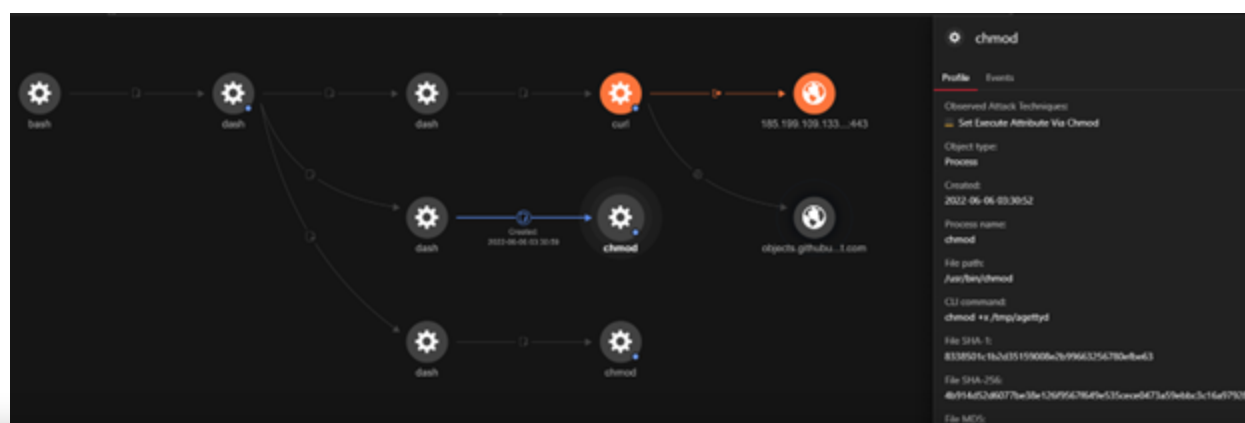 bash
dash
dash
curl
185.199.109.133...:443
dash
Created:
2022-06-06 03:30:59
chmod
objects.githubu...t.com
dash
chmod
chmod
Profile
Events
Observed Attack Techniques:
Set Execute Attribute Via Chmod
Object type:
Process
Created:
2022-06-06 03:30:52
Process name:
chmod
File path:
/usr/bin/chmod
CLI command:
chmod +x /tmp/agettyd
File SHA-1:
File SHA-256:
File MD5: